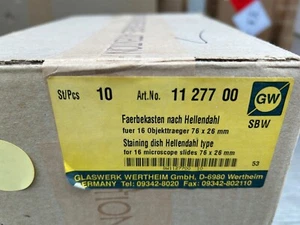 St/Pcs 10 Art.No. 11 277 00
GW
SBW
Faerbekasten nach Hellendahl
fuer 16 Objekttraeger 76 x 26 mm
Staining dish Hellendahl type
for 16 microscope slides 76 x 26 mm
53
GLASWERK WERTHEIM GmbH, D-6980 Wertheim
GERMANY Tel.: 09342-8020 Fax: 09342-802110